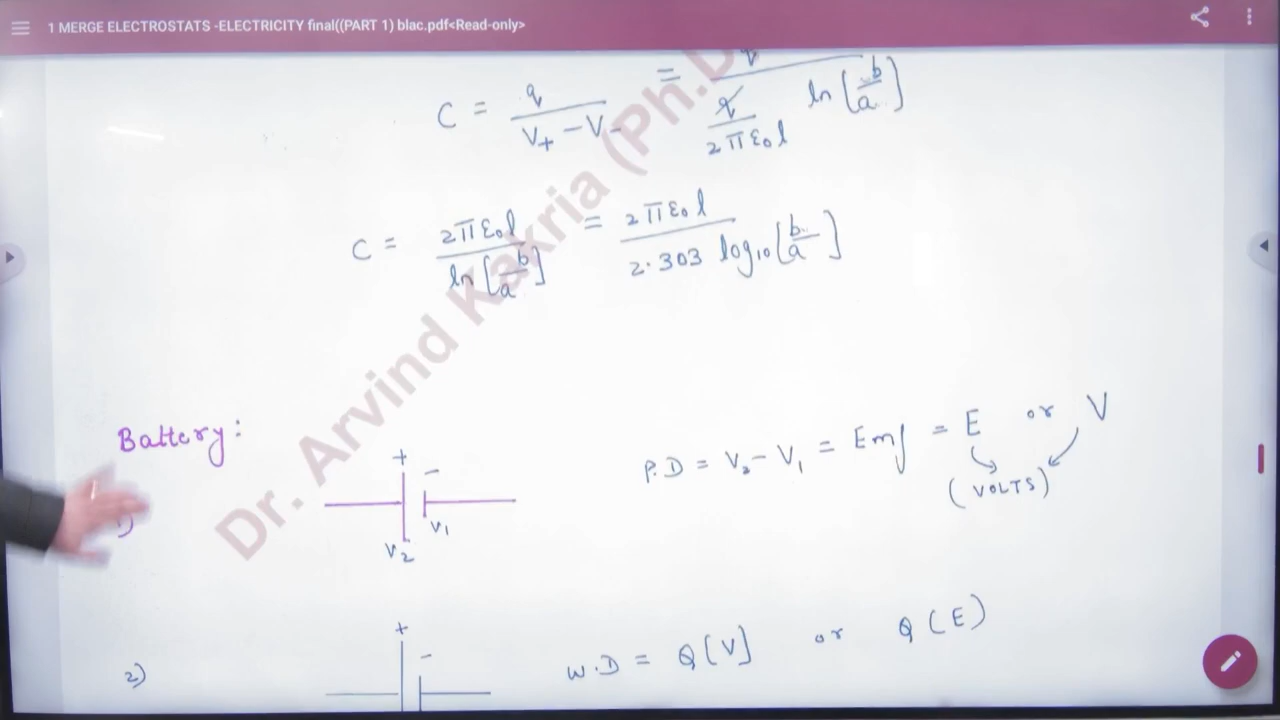 1 MERGE ELECTROSTATS -ELECTRICITY final((PART 1) blac.pdf<Read-only>
C = q / (V₊ - V₋) = q / ((q / 2πε₀l) ln[b/a])
C = 2πε₀l / ln[b/a] = 2πε₀l / 2.303 log₁₀[b/a]
Battery:
1)
+ -
V₂ V₁
P.D = V₂ - V₁ = Emf = E or V
(VOLTS)
2)
+ -
W.D = Q[V] or Q(E)
Dr. Arvind Kakria (Ph.D